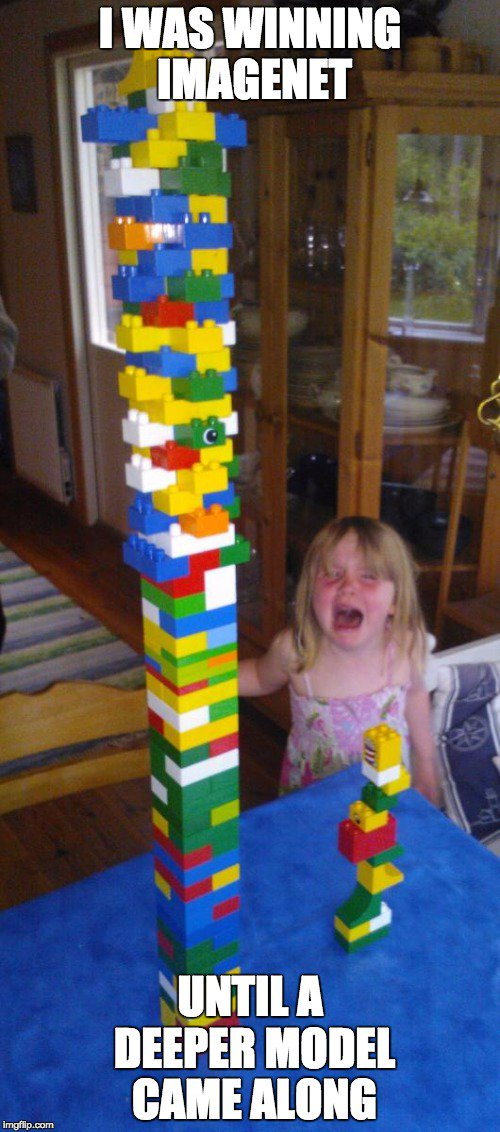 I WAS WINNING
IMAGENET
UNTIL A
DEEPER MODEL
CAME ALONG
imgflip.com